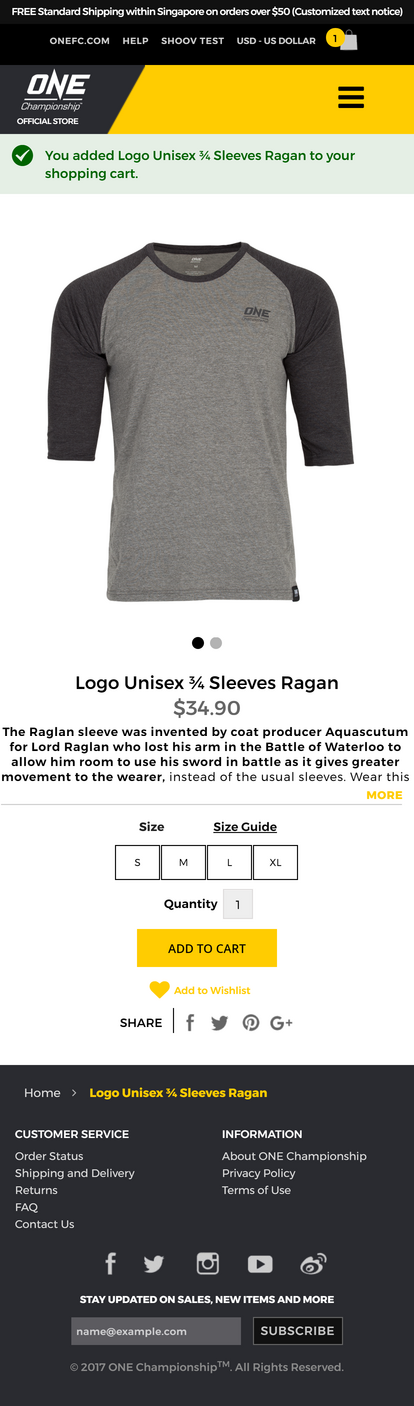 FREE Standard Shipping within Singapore on orders over $50 (Customized text notice)
ONEFC.COM HELP SHOOV TEST USD - US DOLLAR 1
ONE
Championship
OFFICIAL STORE
You added Logo Unisex ¾ Sleeves Ragan to your
shopping cart.
ONE
Logo Unisex ¾ Sleeves Ragan
$34.90
The Raglan sleeve was invented by coat producer Aquascutum
for Lord Raglan who lost his arm in the Battle of Waterloo to
allow him room to use his sword in battle as it gives greater
movement to the wearer, instead of the usual sleeves. Wear this
MORE
Size Size Guide
S M L XL
Quantity 1
ADD TO CART
Add to Wishlist
SHARE
Home > Logo Unisex ¾ Sleeves Ragan
CUSTOMER SERVICE
Order Status
Shipping and Delivery
Returns
FAQ
Contact Us
INFORMATION
About ONE Championship
Privacy Policy
Terms of Use
STAY UPDATED ON SALES, NEW ITEMS AND MORE
name@example.com SUBSCRIBE
© 2017 ONE Championship™. All Rights Reserved.